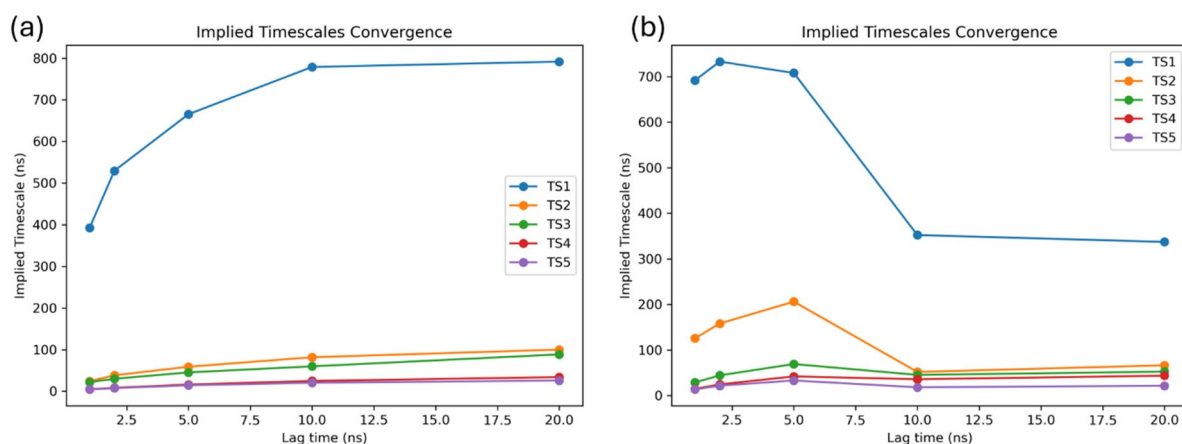 (a)
Implied Timescales Convergence
Implied Timescale (ns)
800
700
600
500
400
300
200
100
0
TS1
TS2
TS3
TS4
TS5
2.5 5.0 7.5 10.0 12.5 15.0 17.5 20.0
Lag time (ns)
(b)
Implied Timescales Convergence
Implied Timescale (ns)
700
600
500
400
300
200
100
0
TS1
TS2
TS3
TS4
TS5
2.5 5.0 7.5 10.0 12.5 15.0 17.5 20.0
Lag time (ns)